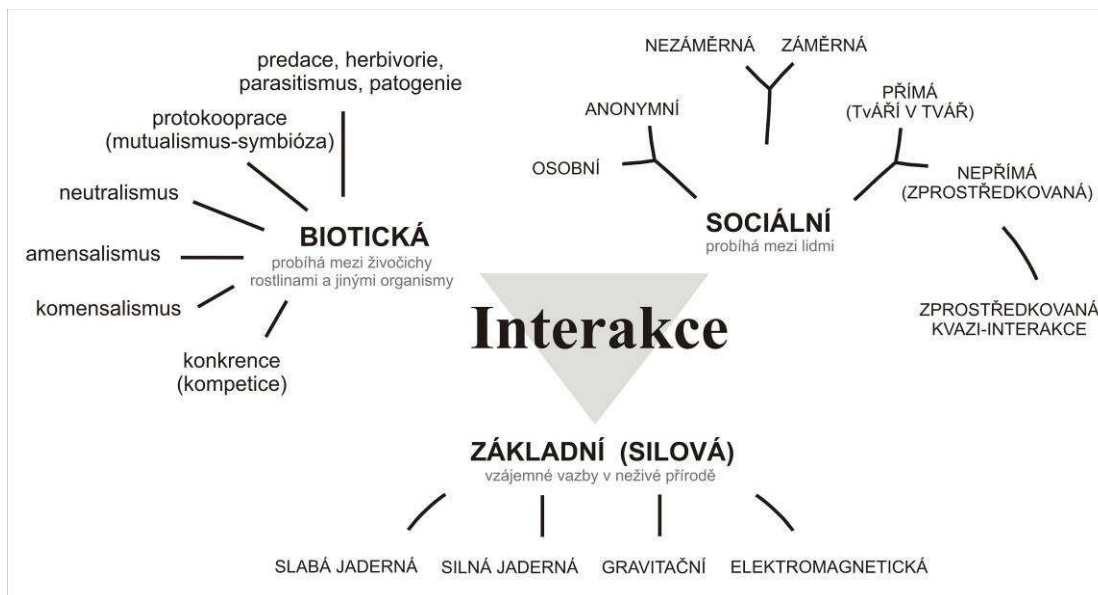 predace, herbivorie,
parasitismus, patogenie
protokooprace
(mutualismus-symbióza)
neutralismus
amensalismus
komensalismus
konkrence
(kompetice)
BIOTICKÁ
probíhá mezi živočichy
rostlinami a jinými organismy
NEZÁMĚRNÁ
ZÁMĚRNÁ
ANONYMNÍ
OSOBNÍ
PŘÍMÁ
(TvÁŘÍ V TVÁŘ)
NEPŘÍMÁ
(ZPROSTŘEDKOVANÁ)
SOCIÁLNÍ
probíhá mezi lidmi
ZPROSTŘEDKOVANÁ
KVAZI-INTERAKCE
Interakce
ZÁKLADNÍ (SILOVÁ)
vzájemné vazby v neživé přírodě
SLABÁ JADERNÁ
SILNÁ JADERNÁ
GRAVITAČNÍ
ELEKTROMAGNETICKÁ